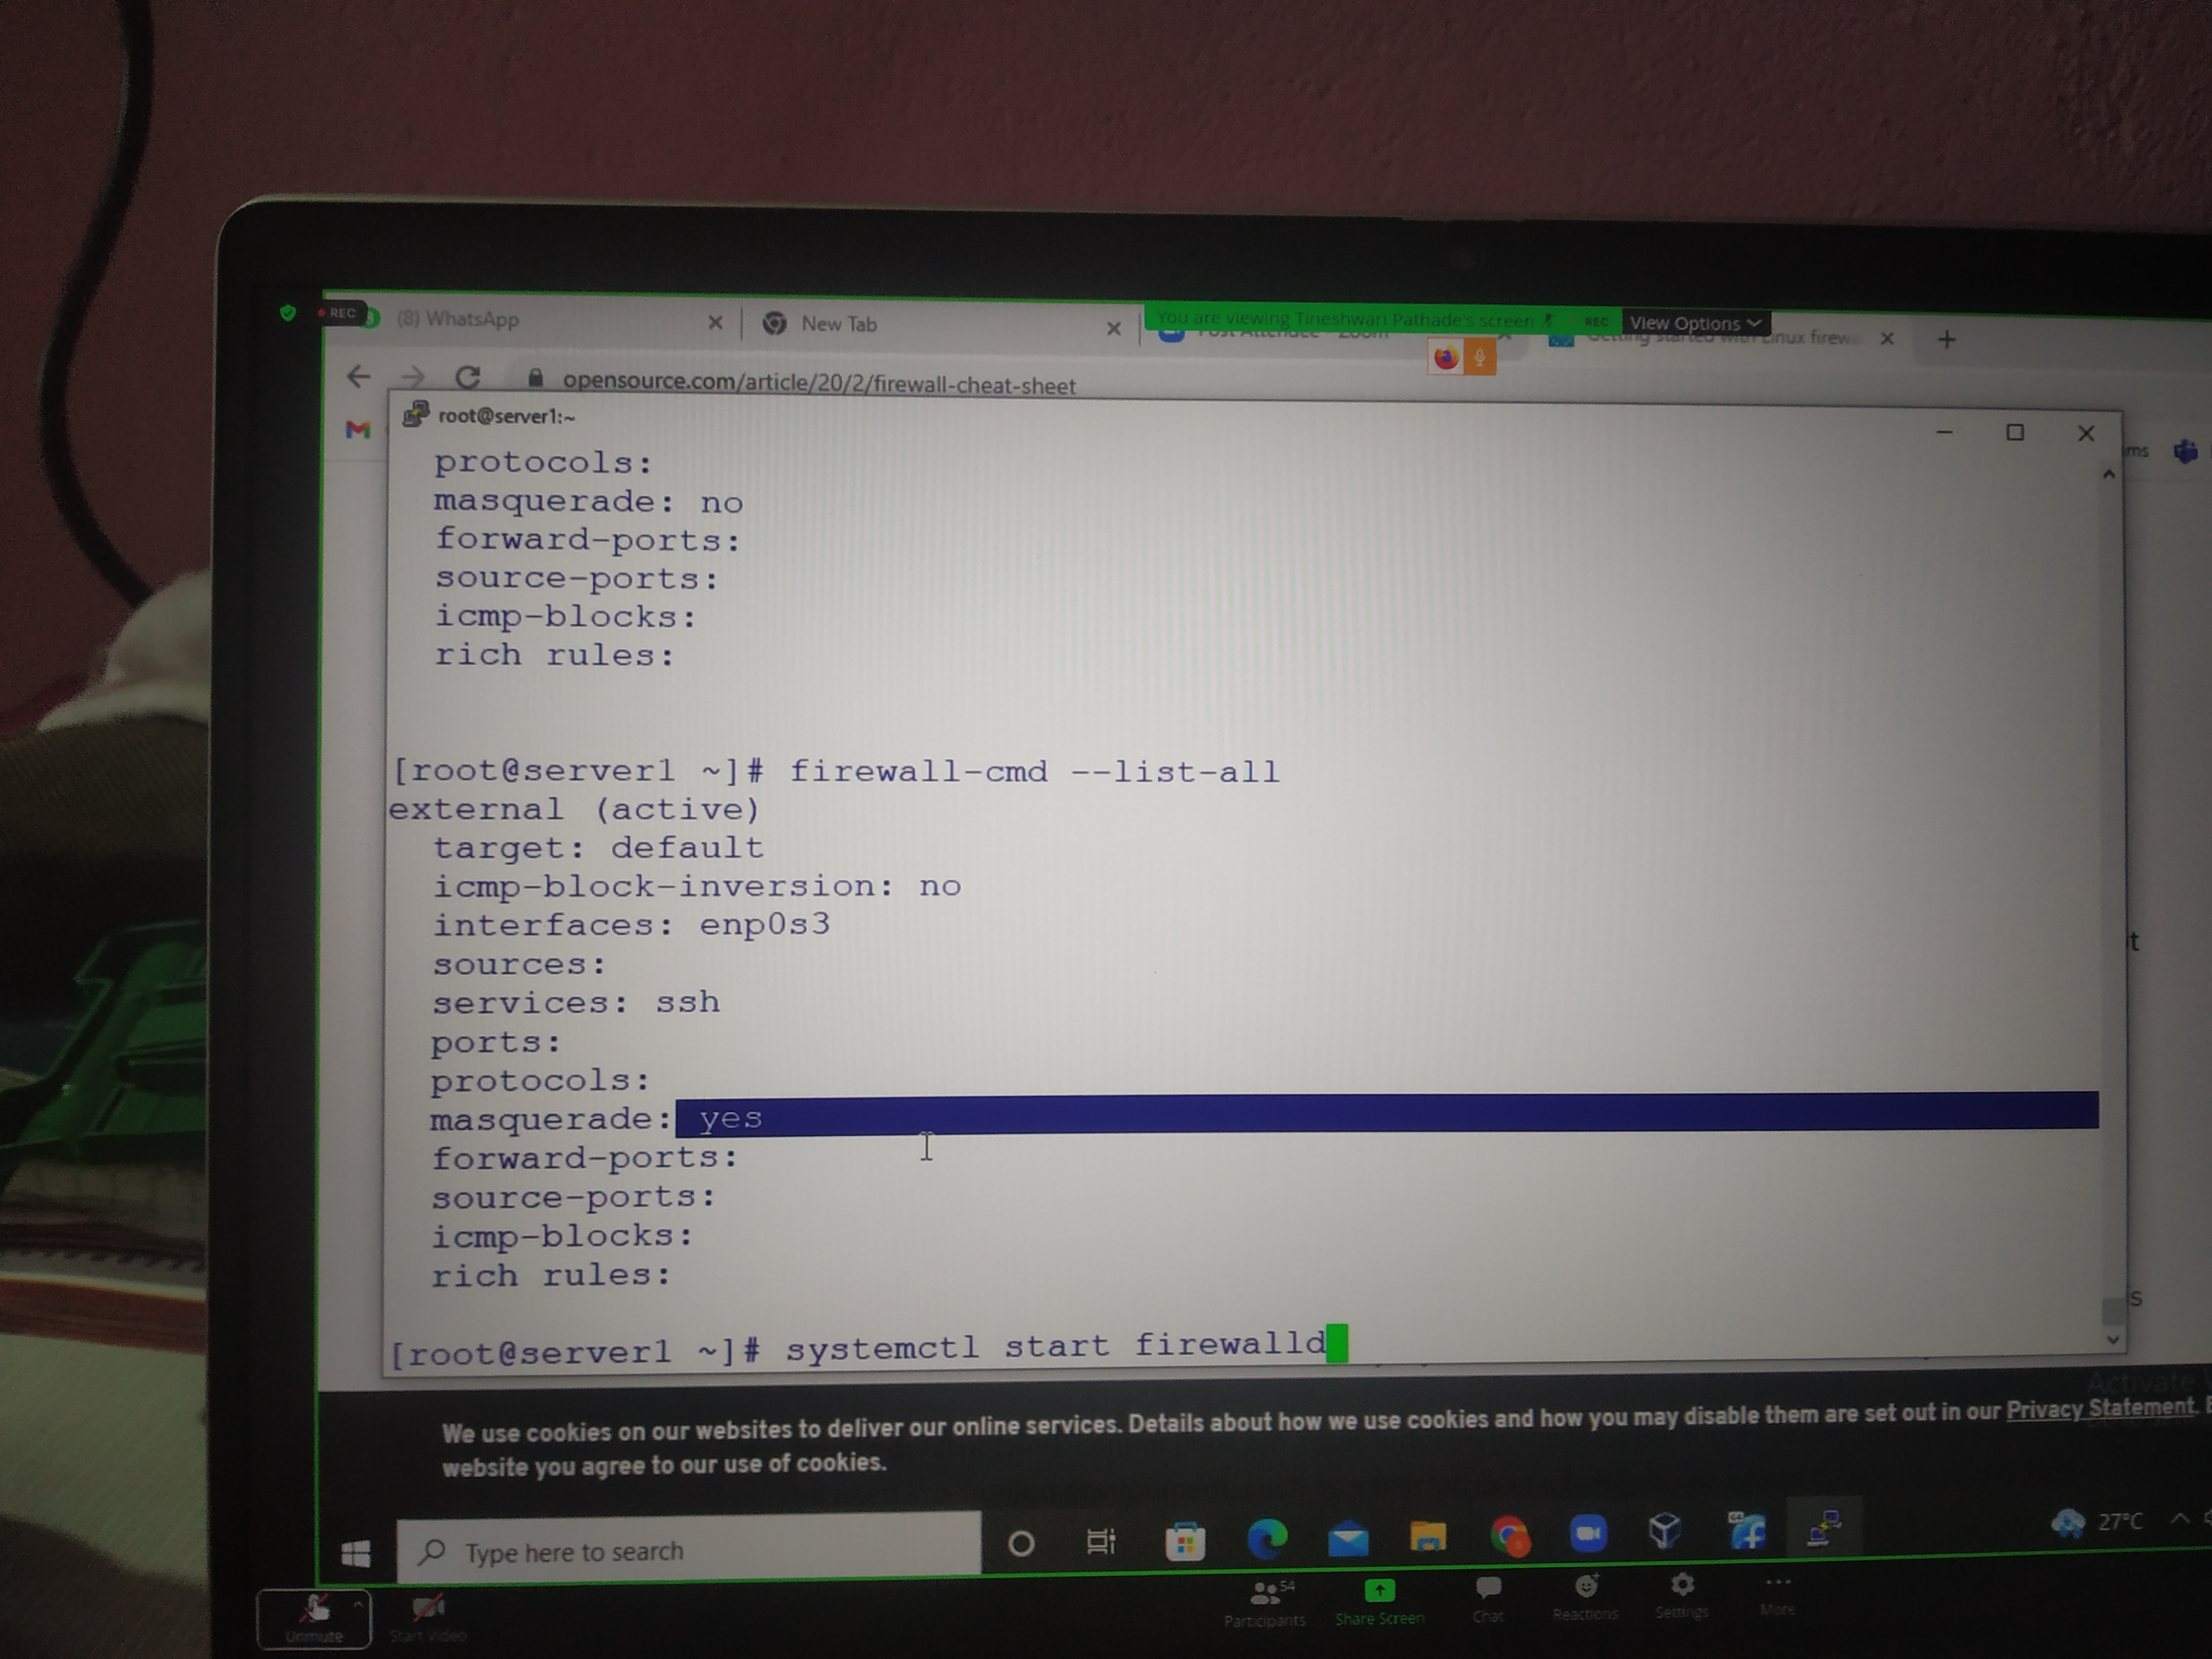 REC
(8) WhatsApp
New Tab
You are viewing Tineshwari Pathade's screen
REC
View Options
Getting started with Linux firewa
opensource.com/article/20/2/firewall-cheat-sheet
root@server1:~
ms
protocols:
masquerade: no
forward-ports:
source-ports:
icmp-blocks:
rich rules:
[root@server1 ~]# firewall-cmd --list-all
external (active)
target: default
icmp-block-inversion: no
interfaces: enp0s3
sources:
services: ssh
ports:
protocols:
masquerade: yes
forward-ports:
source-ports:
icmp-blocks:
rich rules:
[root@server1 ~]# systemctl start firewalld
t
s
Activate
We use cookies on our websites to deliver our online services. Details about how we use cookies and how you may disable them are set out in our Privacy Statement.
website you agree to our use of cookies.
Type here to search
27°C
Unmute
Start Video
54
Participants
Share Screen
Chat
Reactions
Settings
More